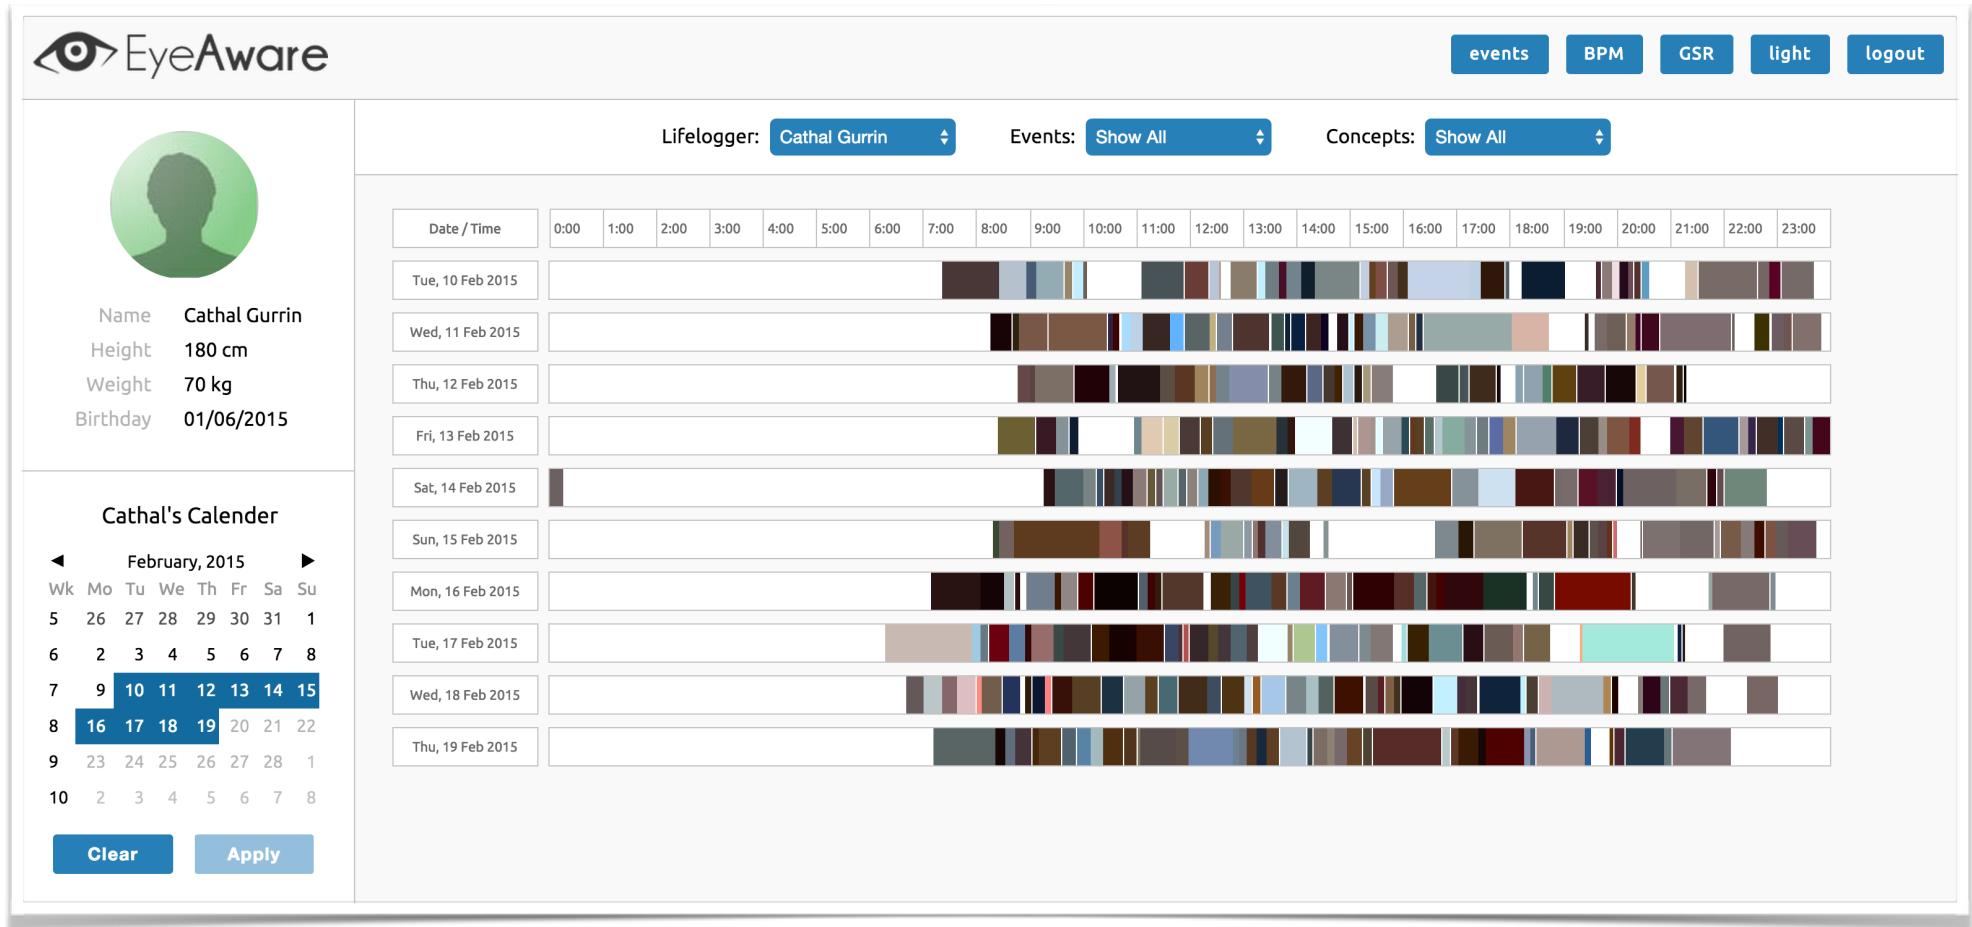 EyeAware
events BPM GSR light logout
Lifelogger: Cathal Gurrin Events: Show All Concepts: Show All
Name Cathal Gurrin
Height 180 cm
Weight 70 kg
Birthday 01/06/2015
Cathal's Calender
February, 2015
Wk Mo Tu We Th Fr Sa Su
5 26 27 28 29 30 31 1
6 2 3 4 5 6 7 8
7 9 10 11 12 13 14 15
8 16 17 18 19 20 21 22
9 23 24 25 26 27 28 1
10 2 3 4 5 6 7 8
Clear Apply
Date / Time 0:00 1:00 2:00 3:00 4:00 5:00 6:00 7:00 8:00 9:00 10:00 11:00 12:00 13:00 14:00 15:00 16:00 17:00 18:00 19:00 20:00 21:00 22:00 23:00
Tue, 10 Feb 2015
Wed, 11 Feb 2015
Thu, 12 Feb 2015
Fri, 13 Feb 2015
Sat, 14 Feb 2015
Sun, 15 Feb 2015
Mon, 16 Feb 2015
Tue, 17 Feb 2015
Wed, 18 Feb 2015
Thu, 19 Feb 2015